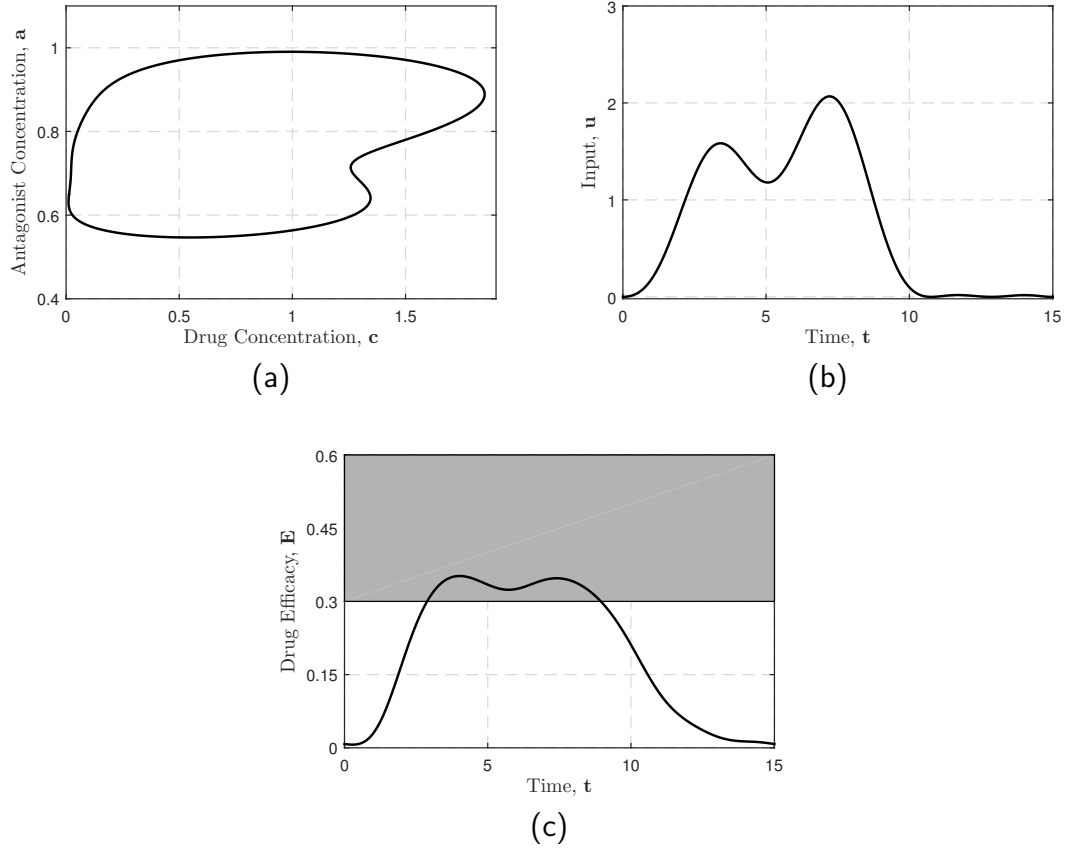 Antagonist Concentration, a
1
0.8
0.6
0.4
0
0.5
1
1.5
Drug Concentration, c
(a)
Input, u
3
2
1
0
0
5
10
15
Time, t
(b)
Drug Efficacy, E
0.6
0.45
0.3
0.15
0
0
5
10
15
Time, t
(c)